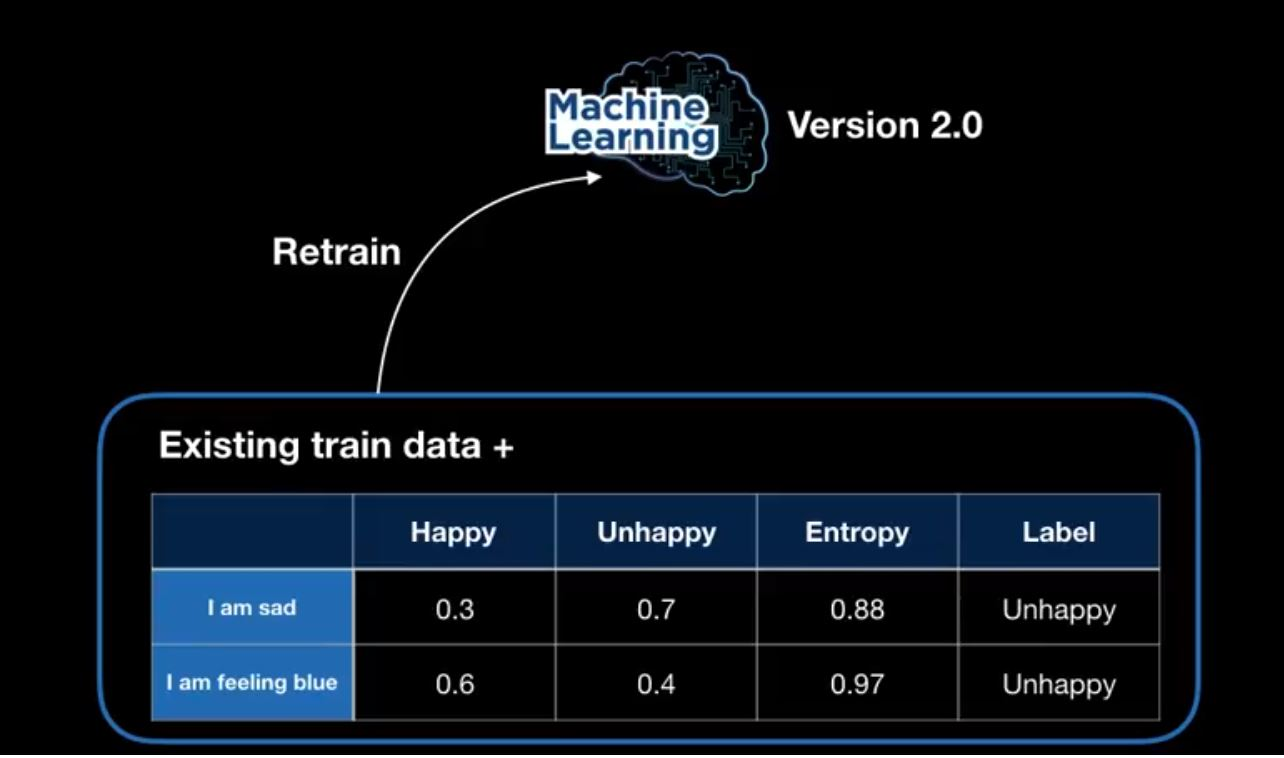 Machine
Learning
Version 2.0
Retrain
Existing train data +
Happy Unhappy Entropy Label
I am sad 0.3 0.7 0.88 Unhappy
I am feeling blue 0.6 0.4 0.97 Unhappy